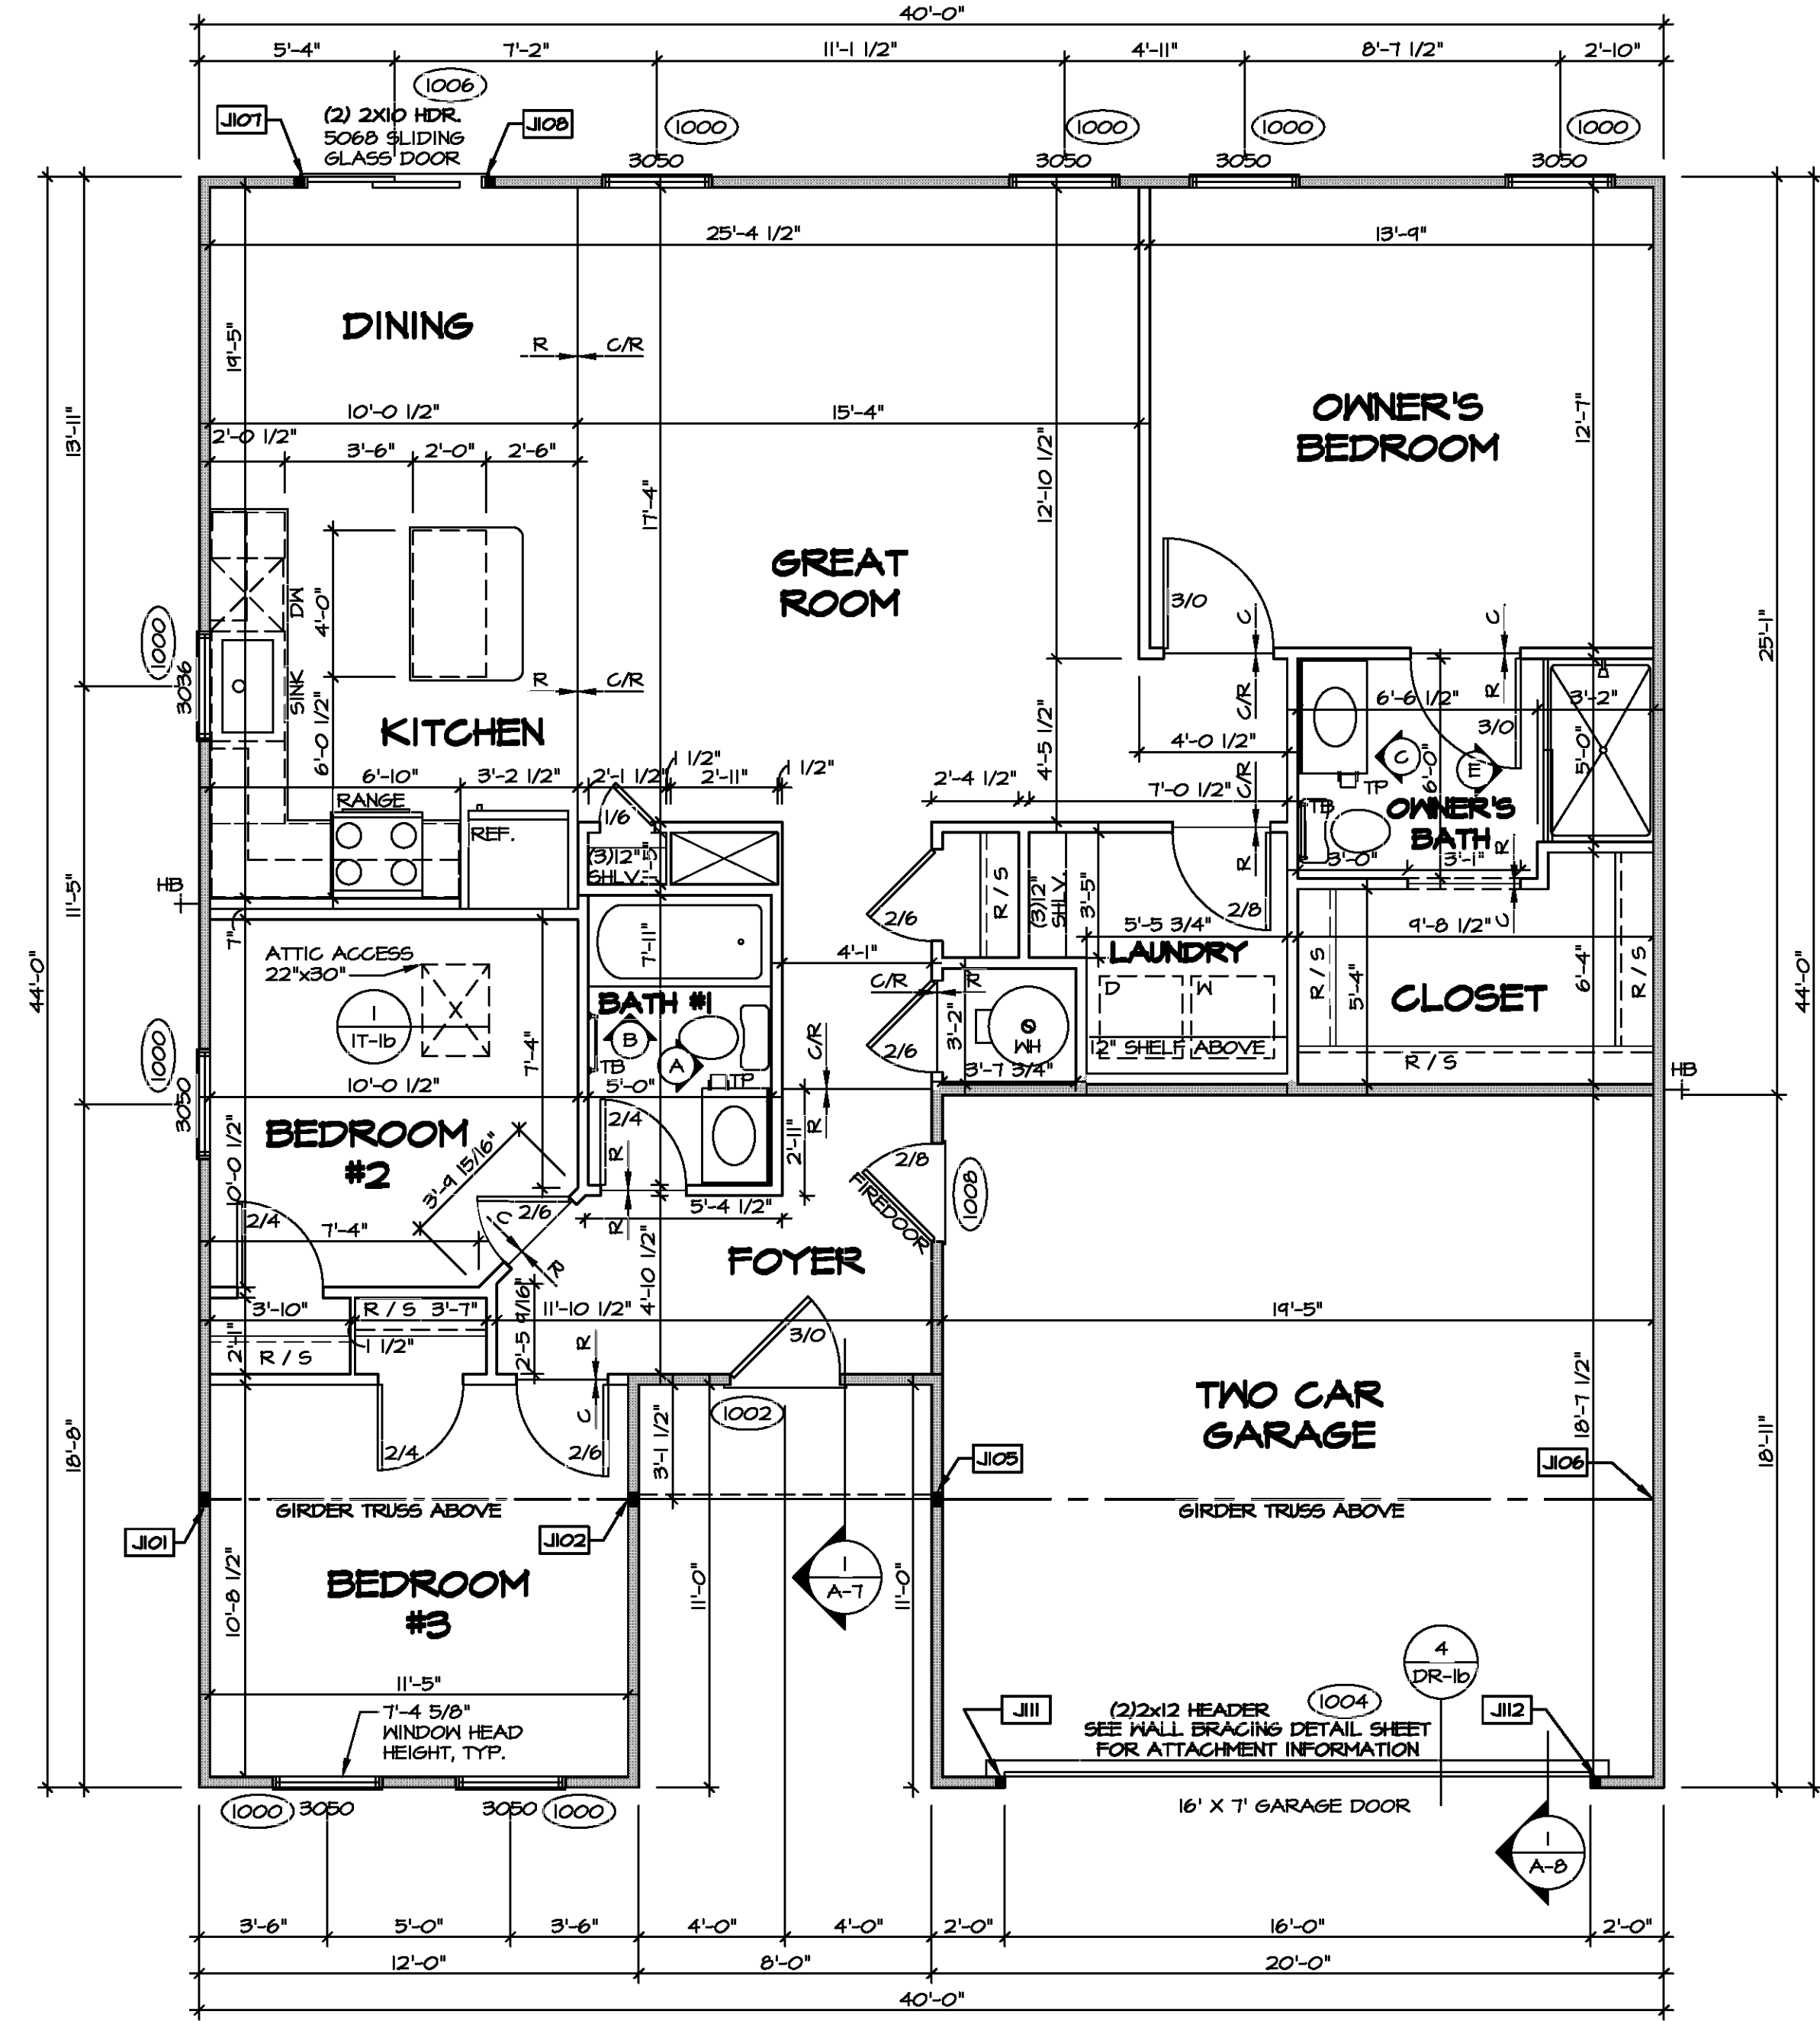 40'-0"
5'-4"
7'-2"
11'-1 1/2"
4'-11"
8'-7 1/2"
2'-10"
1006
J107
(2) 2X10 HDR.
5068 SLIDING
GLASS DOOR
J108
1000
1000
1000
1000
3050
3050
3050
3050
25'-4 1/2"
13'-9"
DINING
19'-5"
R
C/R
OWNER'S
BEDROOM
12'-7"
10'-0 1/2"
15'-4"
13'-11"
2'-0 1/2"
3'-6"
2'-0"
2'-6"
17'-4"
12'-10 1/2"
GREAT
ROOM
DW
4'-0"
3/0
C
C
1000
3036
SINK
R
C/R
C/R
R
25'-1"
6'-6 1/2"
3'-2"
KITCHEN
6'-0 1/2"
3/0
4'-5 1/2"
4'-0 1/2"
C
E
5'-0"
6'-0"
6'-10"
3'-2 1/2"
2'-1 1/2"
1 1/2"
2'-11"
1 1/2"
2'-4 1/2"
7'-0 1/2"
C/R
TP
TB
OWNER'S
BATH
RANGE
REF.
1/6
(3)12"
SHLV.
R
3'-0"
3'-1"
R
HB
11'-5"
R / S
(3)12"
SHLV.
3'-5"
2/6
2/8
5'-5 3/4"
9'-8 1/2"
C
7"
ATTIC ACCESS
22"x30"
7'-11"
4'-1"
LAUNDRY
R / S
5'-4"
6'-4"
R / S
44'-0"
44'-0"
C/R
R
D
W
CLOSET
X
1
1T-1b
BATH #1
B
A
TB
TP
7'-4"
C/R
3'-2"
WH
2/6
12" SHELF ABOVE
R / S
1000
3050
10'-0 1/2"
5'-0"
3'-7 3/4"
HB
BEDROOM
#2
10'-0 1/2"
3'-9 15/16"
2/4
R
R
2'-11"
R
2/8
FIREDOOR
1008
2/4
7'-4"
2/6
C
R
5'-4 1/2"
FOYER
4'-10 1/2"
3'-10"
R / S
3'-7"
11'-10 1/2"
19'-5"
2'-1"
R / S
1 1/2"
2'-5 9/16"
R
3/0
C
1002
TWO CAR
GARAGE
18'-7 1/2"
18'-8"
18'-11"
2/4
2/6
3'-1 1/2"
J105
J106
GIRDER TRUSS ABOVE
GIRDER TRUSS ABOVE
J101
J102
BEDROOM
#3
10'-8 1/2"
11'-0"
1
A-7
11'-0"
4
DR-1b
11'-5"
7'-4 5/8"
WINDOW HEAD
HEIGHT, TYP.
J111
(2)2x12 HEADER
1004
J112
SEE WALL BRACING DETAIL SHEET
FOR ATTACHMENT INFORMATION
1000
3050
3050
1000
16' X 7' GARAGE DOOR
1
A-8
3'-6"
5'-0"
3'-6"
4'-0"
4'-0"
2'-0"
16'-0"
2'-0"
12'-0"
8'-0"
20'-0"
40'-0"